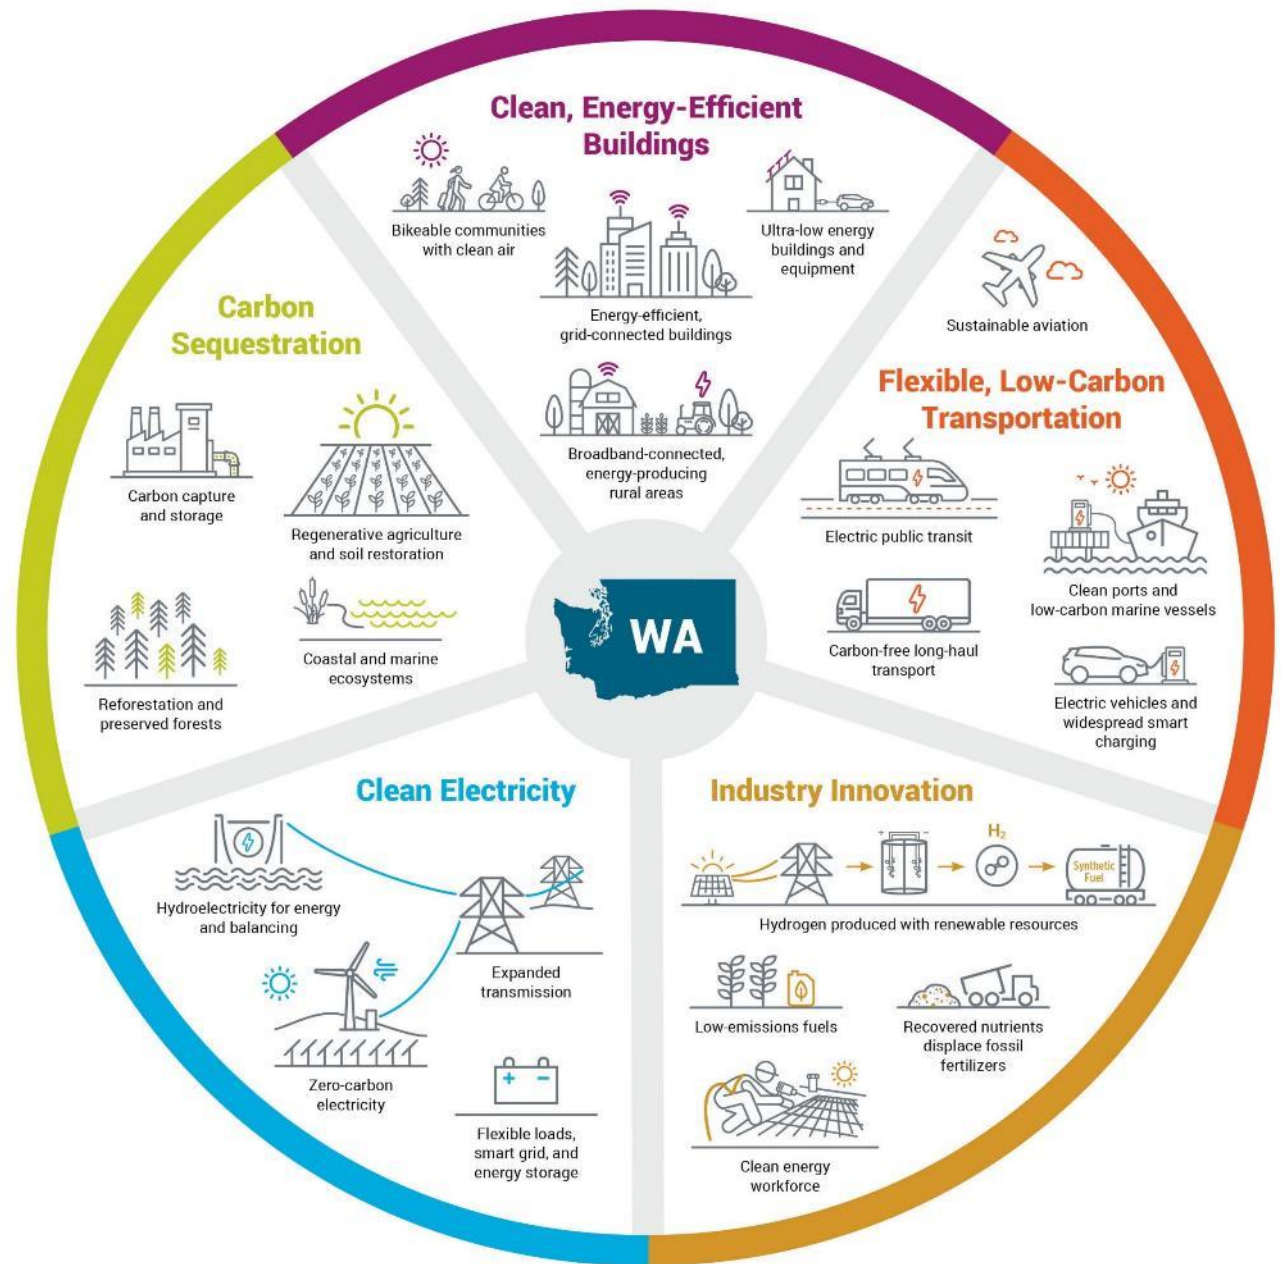 Clean, Energy-Efficient
Buildings
Bikeable communities
with clean air
Energy-efficient,
grid-connected buildings
Ultra-low energy
buildings and
equipment
Broadband-connected,
energy-producing
rural areas
Sustainable aviation
Flexible, Low-Carbon
Transportation
Electric public transit
Clean ports and
low-carbon marine vessels
Carbon-free long-haul
transport
Electric vehicles and
widespread smart
charging
Carbon
Sequestration
Carbon capture
and storage
Regenerative agriculture
and soil restoration
Reforestation and
preserved forests
Coastal and marine
ecosystems
WA
Clean Electricity
Hydroelectricity for energy
and balancing
Expanded
transmission
Zero-carbon
electricity
+ -
Flexible loads,
smart grid, and
energy storage
Industry Innovation
H2
Synthetic
Fuel
Hydrogen produced with renewable resources
Low-emissions fuels
Recovered nutrients
displace fossil
fertilizers
Clean energy
workforce